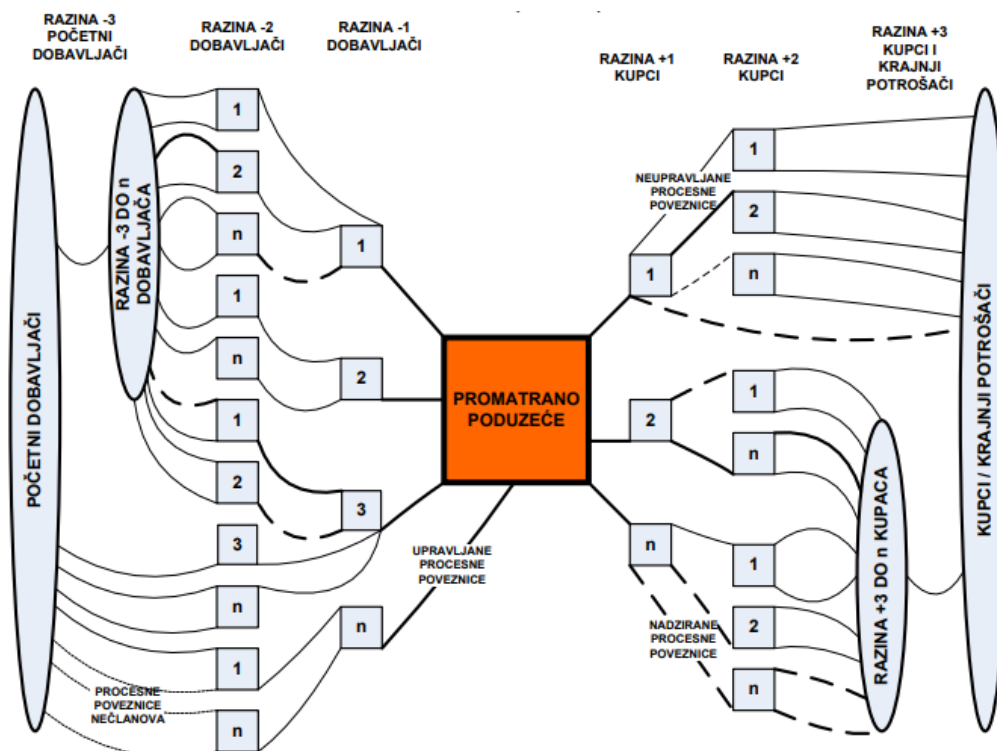 RAZINA -3
POČETNI
DOBAVLJAČI
RAZINA -2
DOBAVLJAČI
RAZINA -1
DOBAVLJAČI
RAZINA +1
KUPCI
RAZINA +2
KUPCI
RAZINA +3
KUPCI I
KRAJNJI
POTROŠAČI
POČETNI DOBAVLJAČI
RAZINA -3 DO n
DOBAVLJAČA
1
2
n
1
n
1
2
3
n
1
n
1
2
3
n
PROMATRANO
PODUZEĆE
UPRAVLJANE
PROCESNE
POVEZNICE
PROCESNE
POVEZNICE
NEČLANOVA
NEUPRAVLJANE
PROCESNE
POVEZNICE
NADZIRANE
PROCESNE
POVEZNICE
1
2
n
1
2
n
1
n
1
2
n
RAZINA +3 DO n KUPACA
KUPCI / KRAJNJI POTROŠAČI